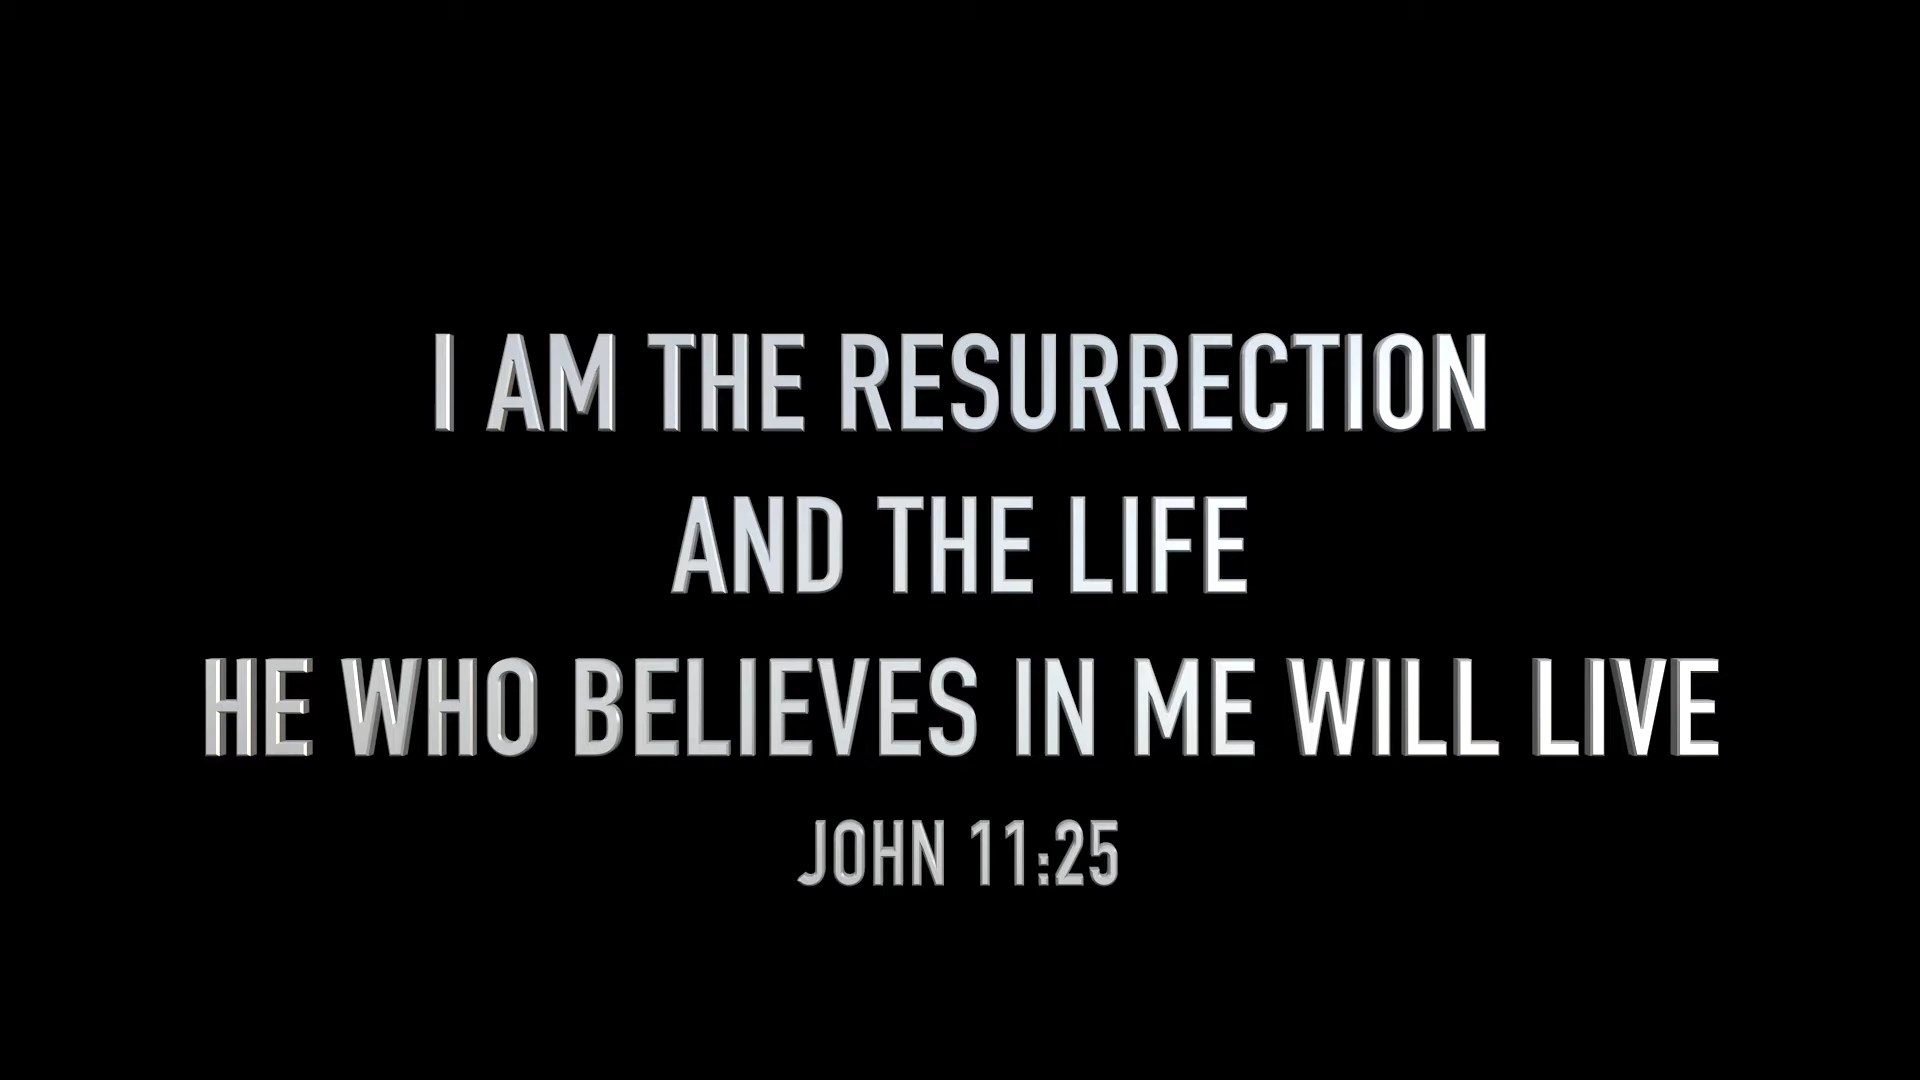 I AM THE RESURRECTION
AND THE LIFE
HE WHO BELIEVES IN ME WILL LIVE
JOHN 11:25